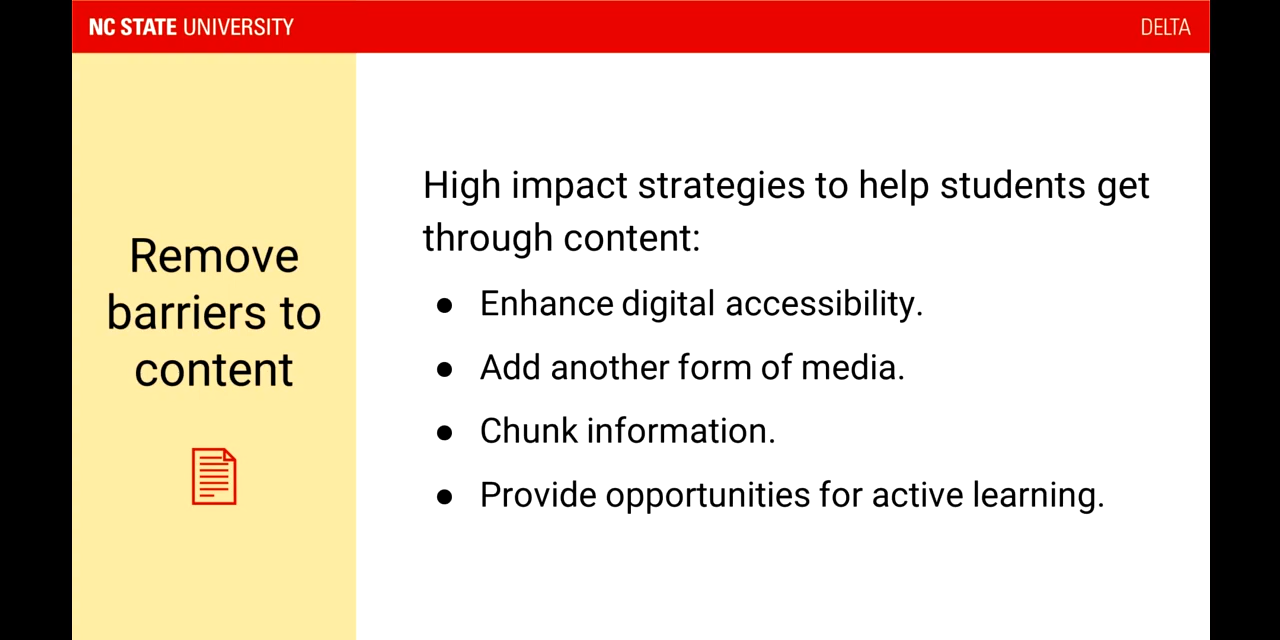 NC STATE UNIVERSITY
DELTA
Remove
barriers to
content
High impact strategies to help students get
through content:
● Enhance digital accessibility.
● Add another form of media.
● Chunk information.
● Provide opportunities for active learning.